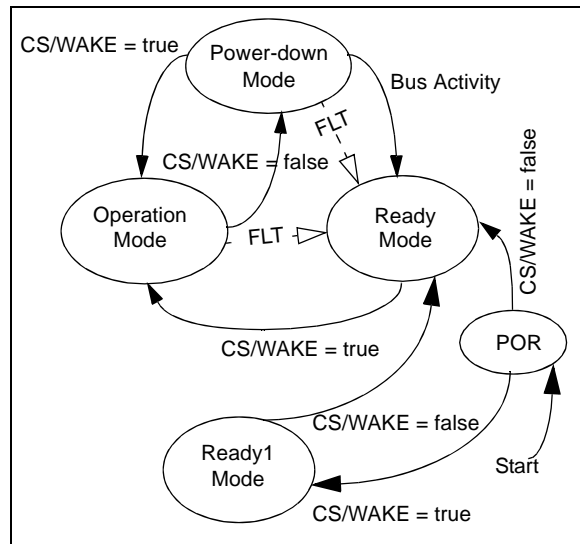 CS/WAKE = true
Power-down
Mode
Bus Activity
FLT
CS/WAKE = false
Operation
Mode
FLT
Ready
Mode
CS/WAKE = false
CS/WAKE = true
POR
CS/WAKE = false
Ready1
Mode
Start
CS/WAKE = true